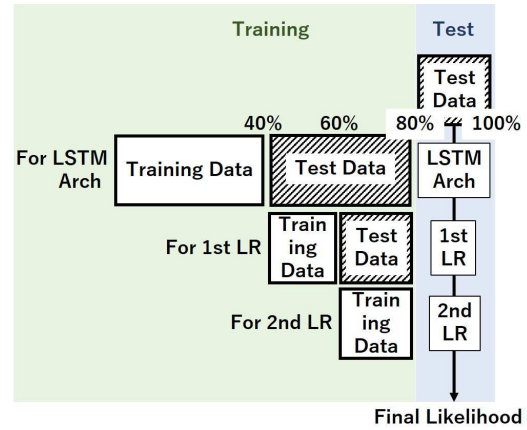 Training
Test
Test
Data
40%
60%
80%
100%
For LSTM
Arch
Training Data
Test Data
LSTM
Arch
For 1st LR
Train
ing
Data
Test
Data
1st
LR
For 2nd LR
Train
ing
Data
2nd
LR
Final Likelihood